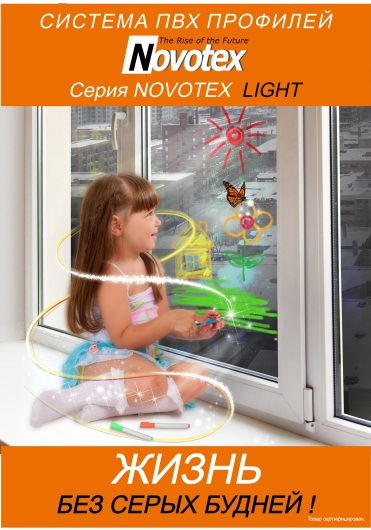 СИСТЕМА ПВХ ПРОФИЛЕЙ
The Rise of the Future
Novotex
Серия NOVOTEX LIGHT
ЖИЗНЬ
БЕЗ СЕРЫХ БУДНЕЙ !
Товар сертифицирован